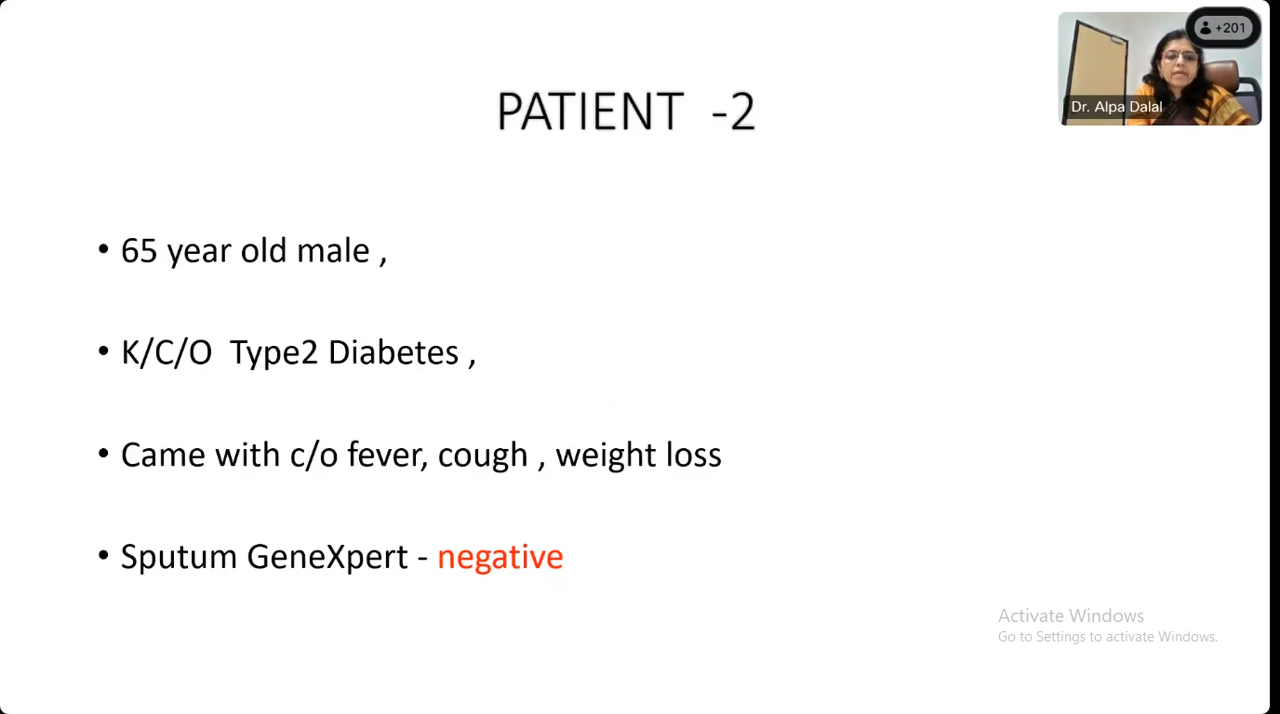 +201
Dr. Alpa Dalal
PATIENT -2
• 65 year old male ,
• K/C/O Type2 Diabetes ,
• Came with c/o fever, cough , weight loss
• Sputum GeneXpert - negative
Activate Windows
Go to Settings to activate Windows.